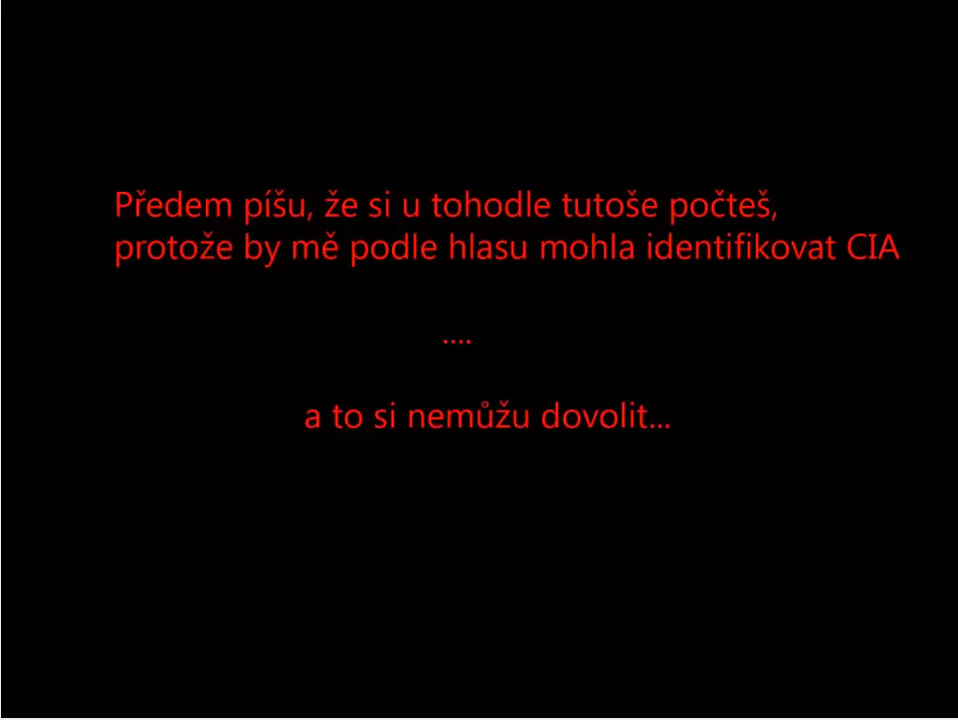 Předem píšu, že si u tohodle tutoše počteš,
protože by mě podle hlasu mohla identifikovat CIA
....
a to si nemůžu dovolit...